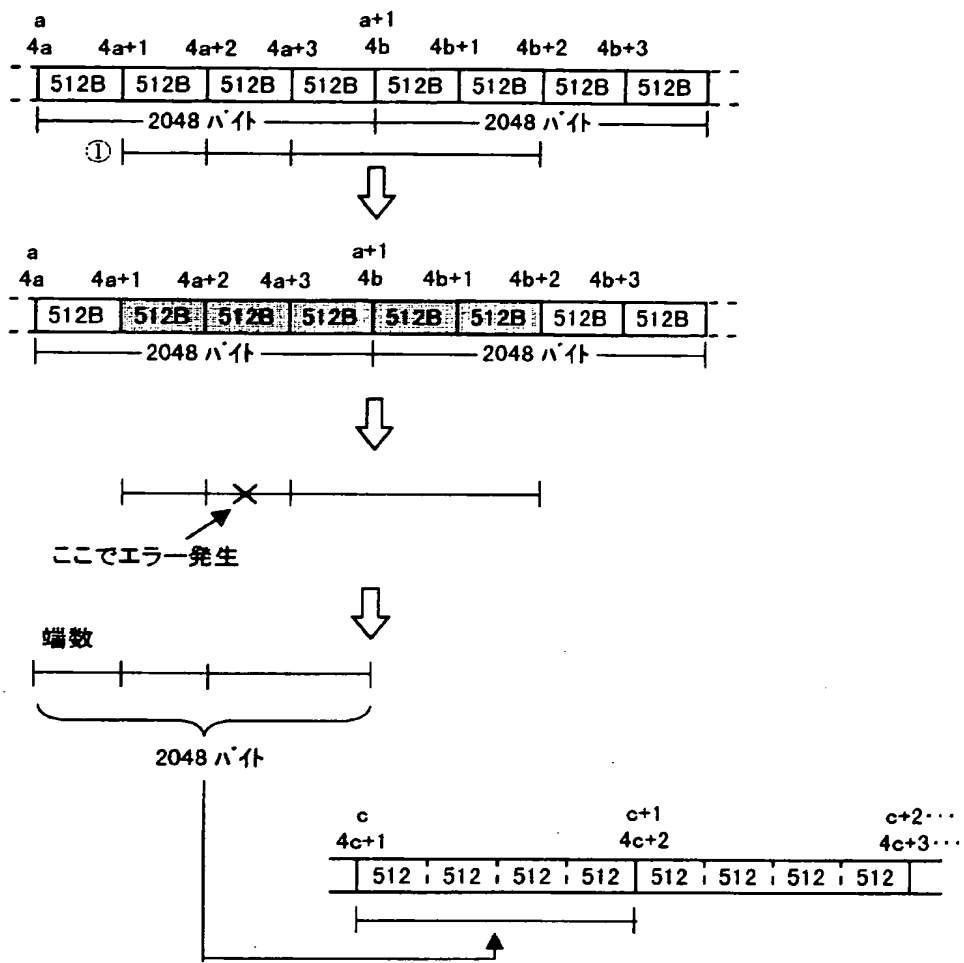 a a+1
4a 4a+1 4a+2 4a+3 4b 4b+1 4b+2 4b+3
512B 512B 512B 512B 512B 512B 512B 512B
2048 バイト 2048 バイト
①
a a+1
4a 4a+1 4a+2 4a+3 4b 4b+1 4b+2 4b+3
512B 512B 512B 512B 512B 512B 512B 512B
2048 バイト 2048 バイト
ここでエラー発生
端数
2048 バイト
c c+1 c+2・・・
4c+1 4c+2 4c+3・・・
512 512 512 512 512 512 512 512